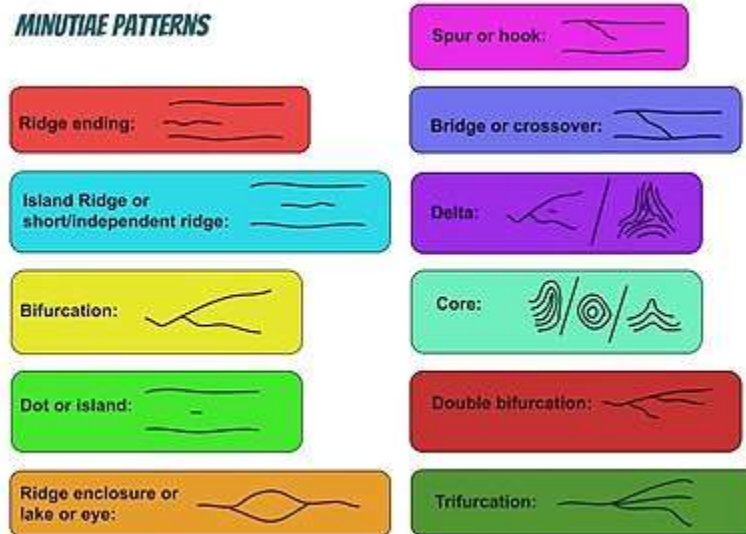 MINUTIAE PATTERNS
Ridge ending:
Island Ridge or
short/independent ridge:
Bifurcation:
Dot or island:
Ridge enclosure or
lake or eye:
Spur or hook:
Bridge or crossover:
Delta:
Core:
Double bifurcation:
Trifurcation: